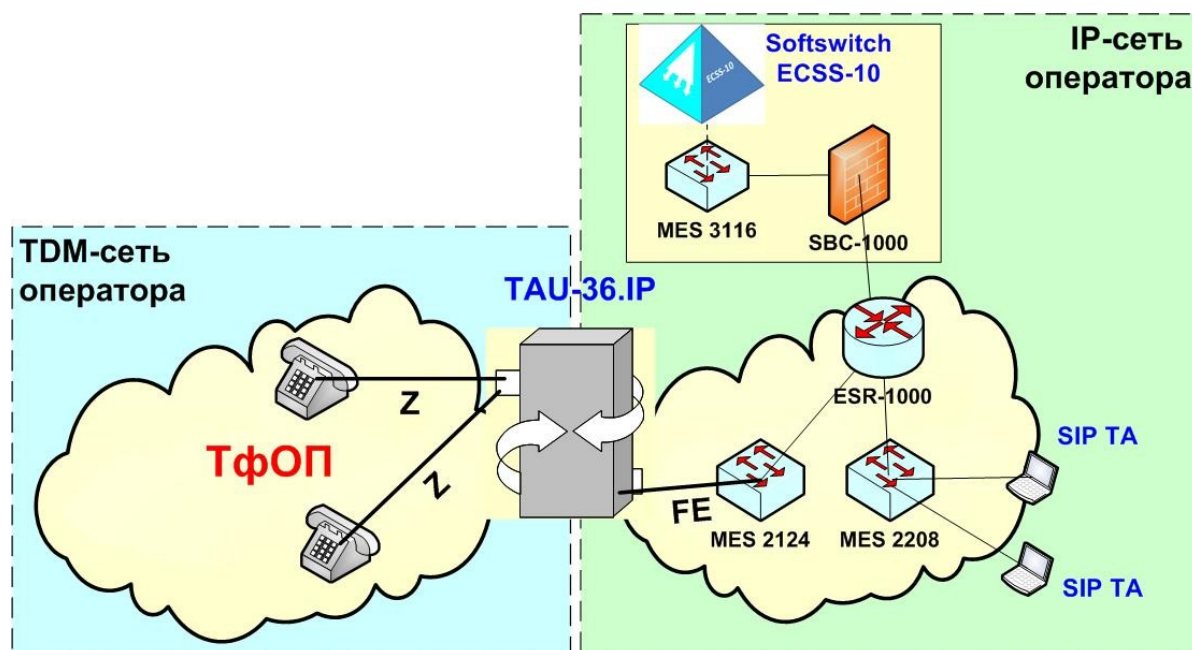 Softswitch
ECSS-10
ECSS-10
IP-сеть
оператора
MES 3116
SBC-1000
TDM-сеть
оператора
TAU-36.IP
ESR-1000
Z
ТфОП
Z
FE
MES 2124
MES 2208
SIP TA
SIP TA